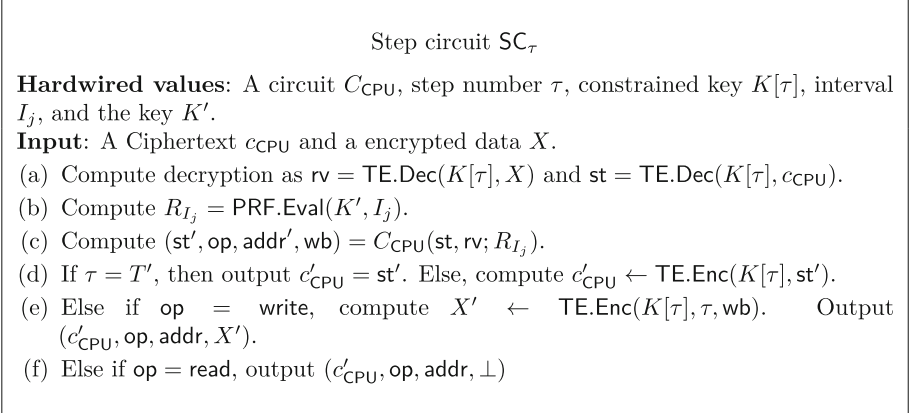 Step circuit SC_τ
Hardwired values: A circuit C_CPU, step number τ, constrained key K[τ], interval
I_j, and the key K′.
Input: A Ciphertext c_CPU and a encrypted data X.
(a) Compute decryption as rv = TE.Dec(K[τ], X) and st = TE.Dec(K[τ], c_CPU).
(b) Compute R_{I_j} = PRF.Eval(K′, I_j).
(c) Compute (st′, op, addr′, wb) = C_CPU(st, rv; R_{I_j}).
(d) If τ = T′, then output c′_CPU = st′. Else, compute c′_CPU ← TE.Enc(K[τ], st′).
(e) Else if op = write, compute X′ ← TE.Enc(K[τ], τ, wb). Output
(c′_CPU, op, addr, X′).
(f) Else if op = read, output (c′_CPU, op, addr, ⊥)